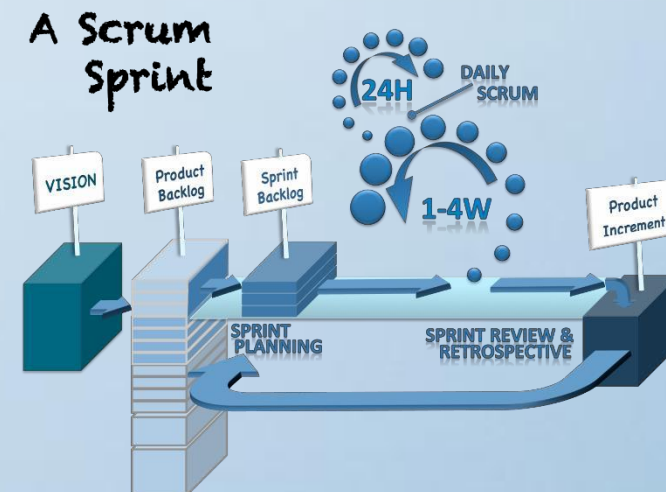 A Scrum
Sprint
24H
DAILY
SCRUM
1-4W
VISION
Product
Backlog
Sprint
Backlog
Product
Increment
SPRINT
PLANNING
SPRINT REVIEW &
RETROSPECTIVE